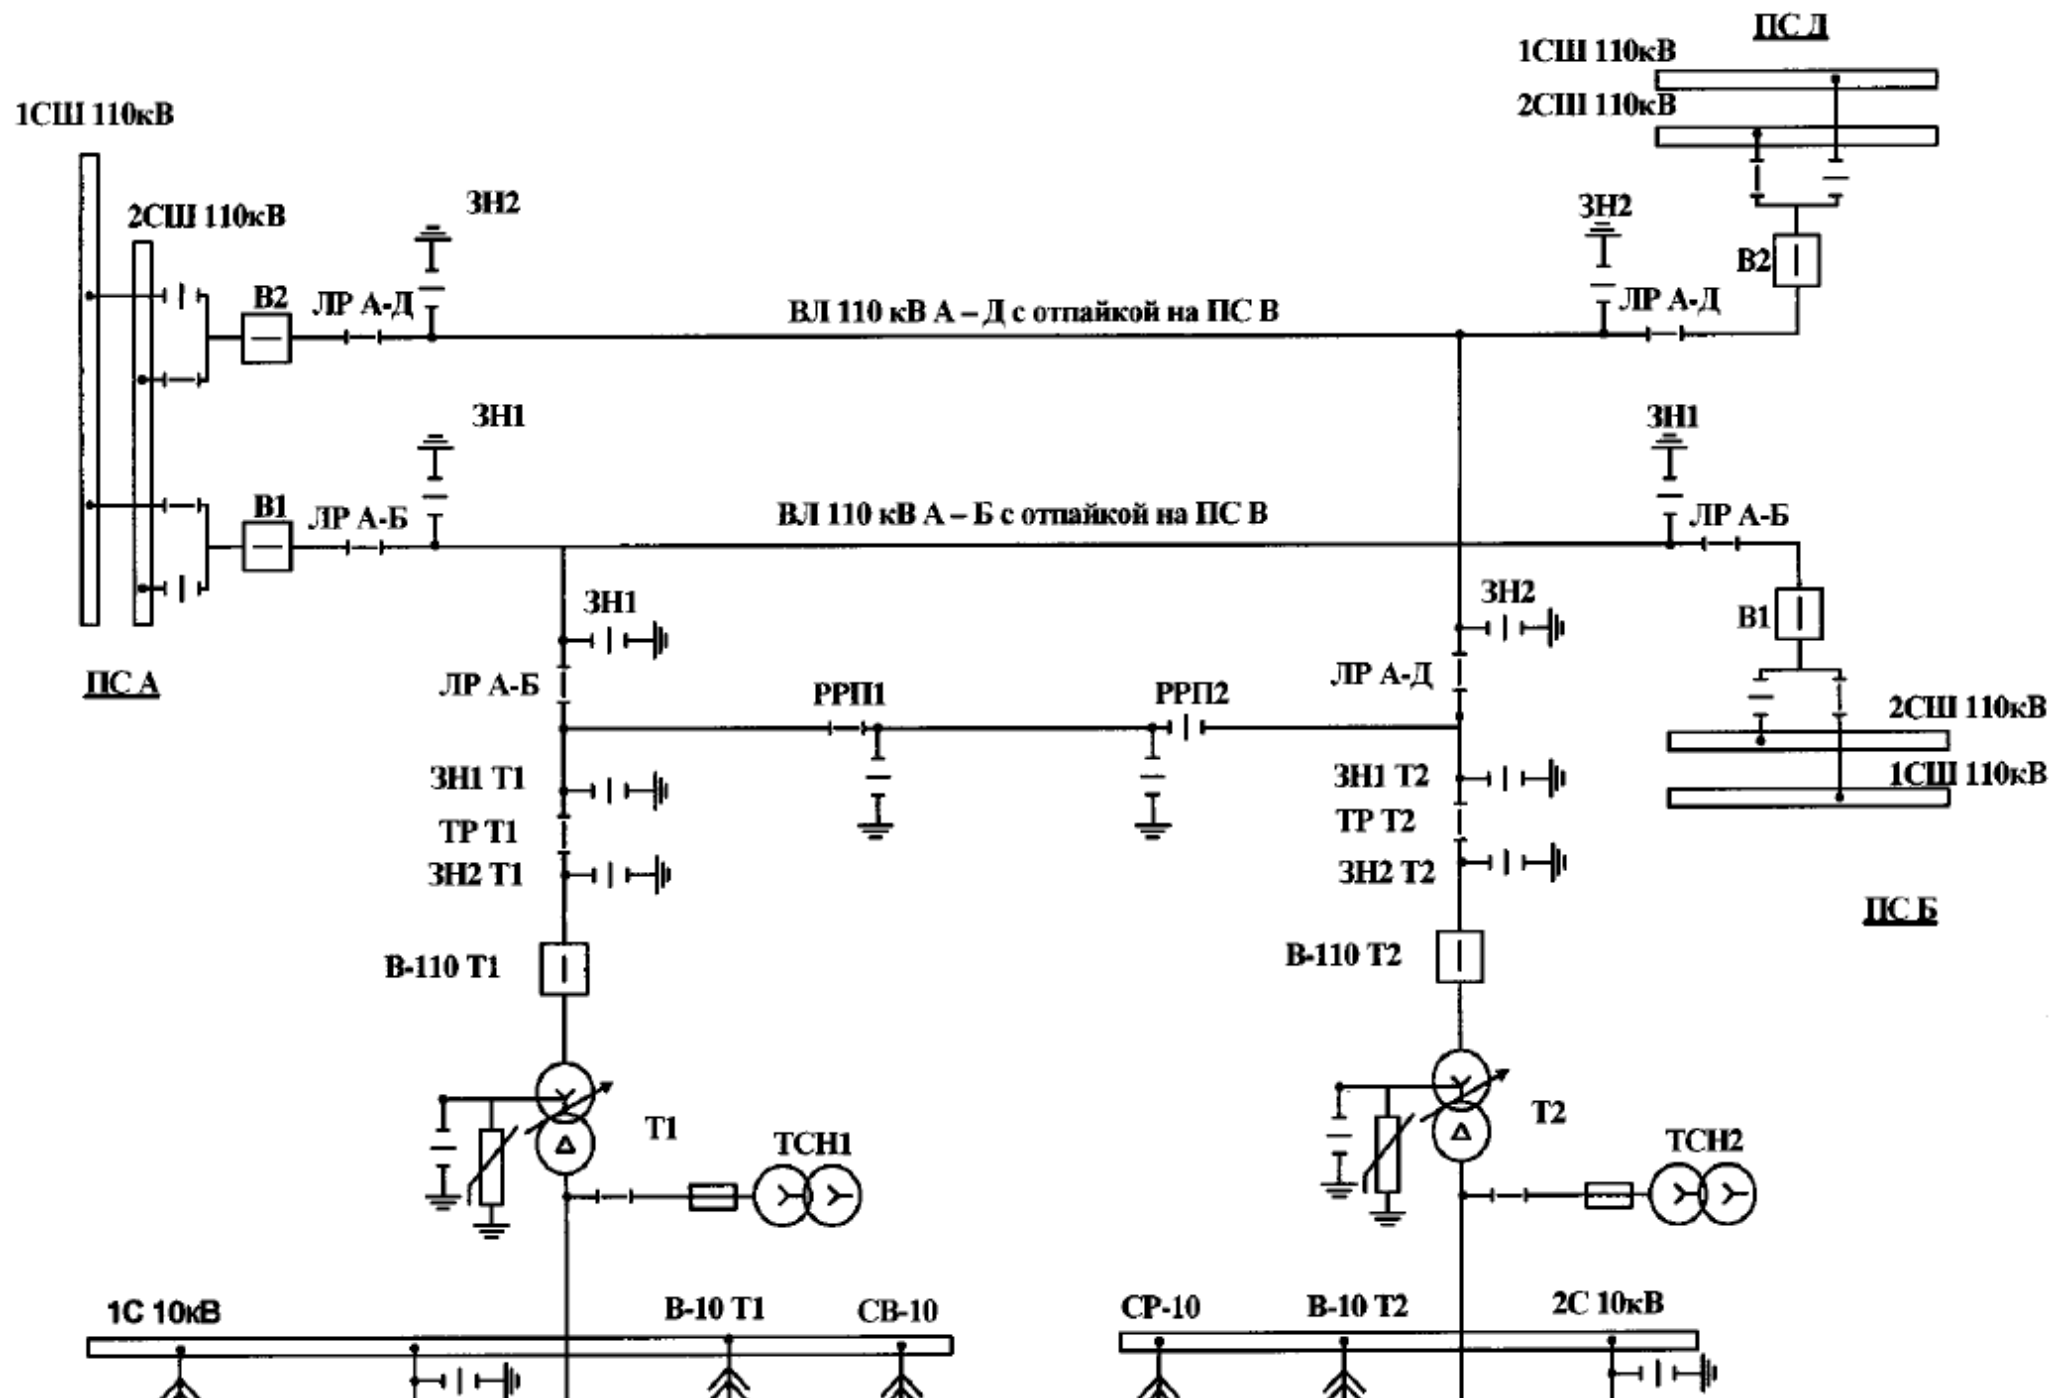 ПС Д
1СШ 110кВ
2СШ 110кВ
1СШ 110кВ
2СШ 110кВ
ЗН2
ЗН2
В2
В2
ЛР А-Д
ВЛ 110 кВ А – Д с отпайкой на ПС В
ЛР А-Д
ЗН1
ЗН1
В1
ЛР А-Б
ВЛ 110 кВ А – Б с отпайкой на ПС В
ЛР А-Б
ЗН1
ЗН2
В1
ПС А
ЛР А-Б
РРП1
РРП2
ЛР А-Д
2СШ 110кВ
ЗН1 Т1
ЗН1 Т2
1СШ 110кВ
ТР Т1
ТР Т2
ЗН2 Т1
ЗН2 Т2
ПС Б
В-110 Т1
В-110 Т2
Т1
Т2
ТСН1
ТСН2
1С 10кВ
В-10 Т1
СВ-10
СР-10
В-10 Т2
2С 10кВ